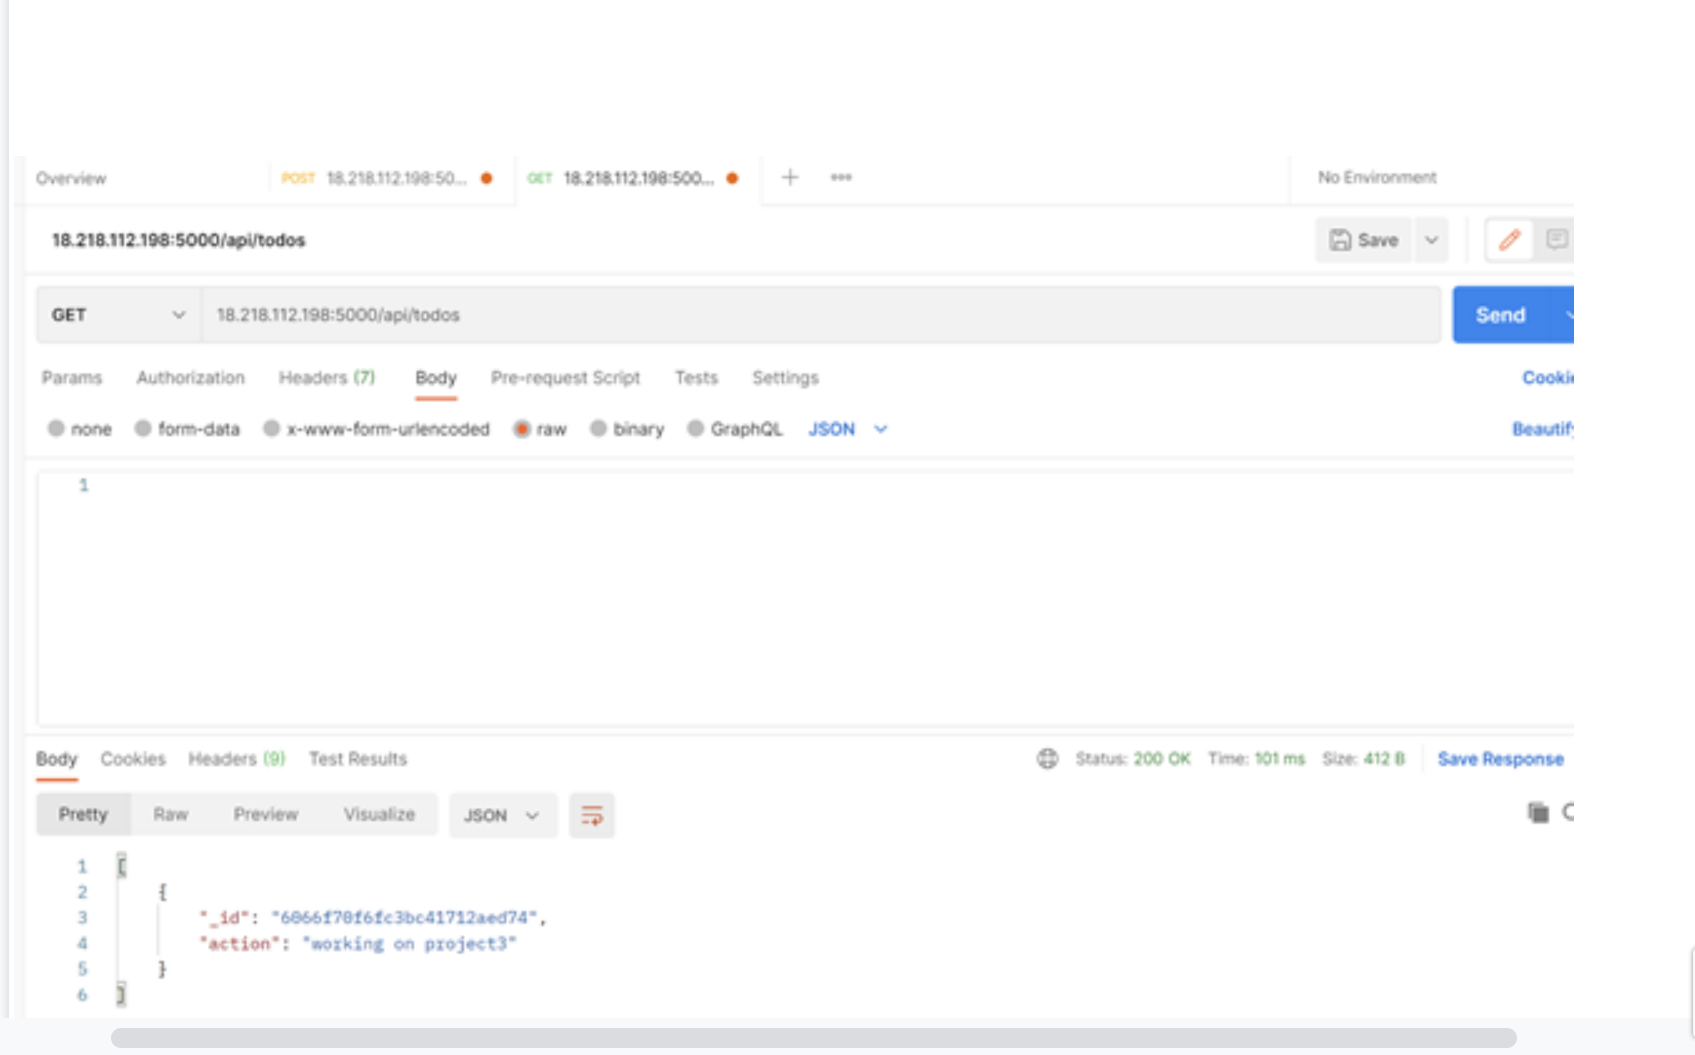 Overview POST 18.218.112.198:50... GET 18.218.112.198:500... + ••• No Environment
18.218.112.198:5000/api/todos Save
GET 18.218.112.198:5000/api/todos Send
Params Authorization Headers (7) Body Pre-request Script Tests Settings Cookie
none form-data x-www-form-urlencoded raw binary GraphQL JSON Beautify
1
Body Cookies Headers (9) Test Results Status: 200 OK Time: 101 ms Size: 412 B Save Response
Pretty Raw Preview Visualize JSON
1 [
2 {
3 "_id": "6066f70f6fc3bc41712aed74",
4 "action": "working on project3"
5 }
6 ]